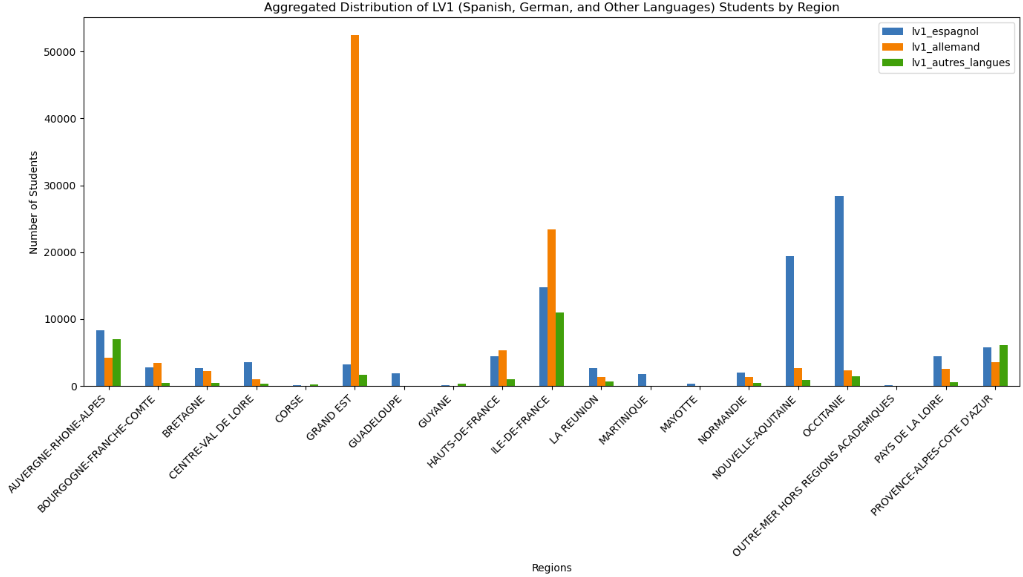 Aggregated Distribution of LV1 (Spanish, German, and Other Languages) Students by Region
lv1_espagnol
lv1_allemand
lv1_autres_langues
Number of Students
50000
40000
30000
20000
10000
0
AUVERGNE-RHONE-ALPES
BOURGOGNE-FRANCHE-COMTE
BRETAGNE
CENTRE-VAL DE LOIRE
CORSE
GRAND EST
GUADELOUPE
GUYANE
HAUTS-DE-FRANCE
ILE-DE-FRANCE
LA REUNION
MARTINIQUE
MAYOTTE
NORMANDIE
NOUVELLE-AQUITAINE
OCCITANIE
OUTRE-MER HORS REGIONS ACADEMIQUES
PAYS DE LA LOIRE
PROVENCE-ALPES-COTE D'AZUR
Regions